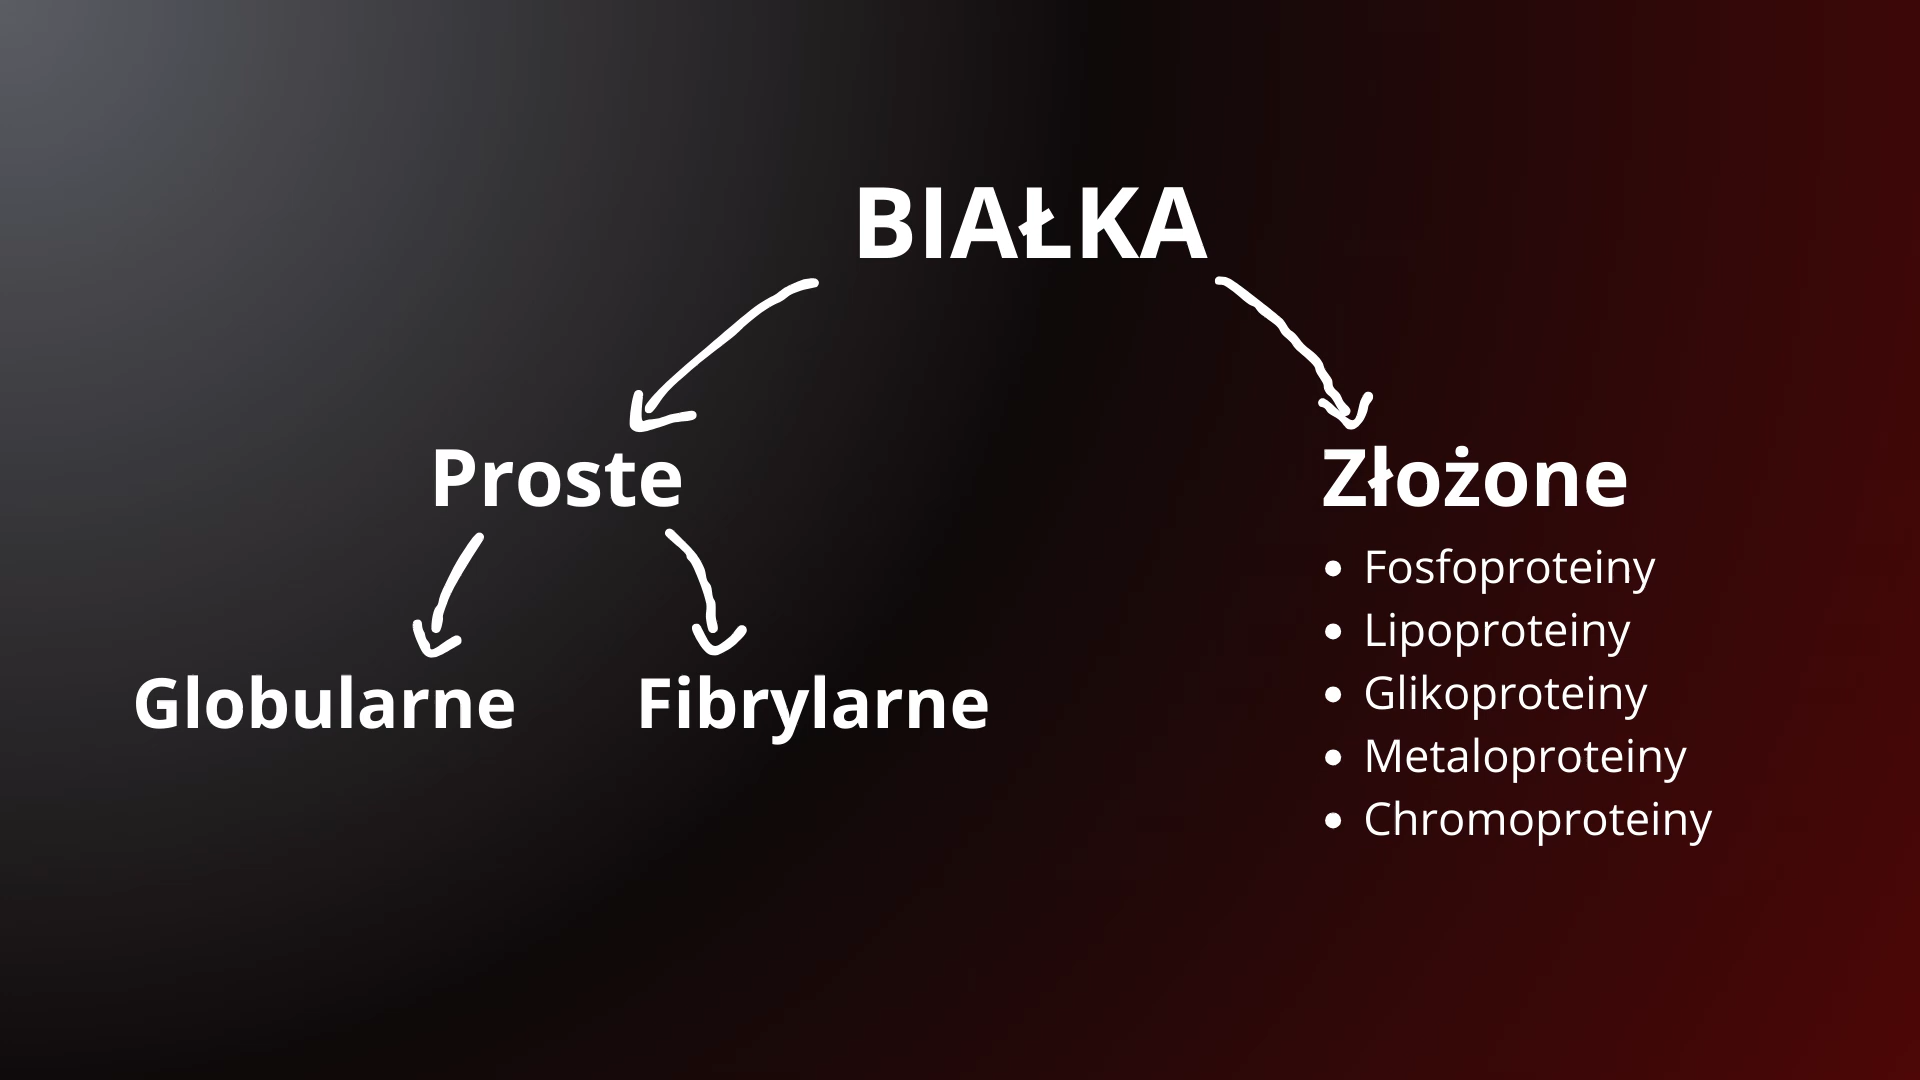 BIAŁKA
Proste
Złożone
Globularne
Fibrylarne
Fosfoproteiny
Lipoproteiny
Glikoproteiny
Metaloproteiny
Chromoproteiny